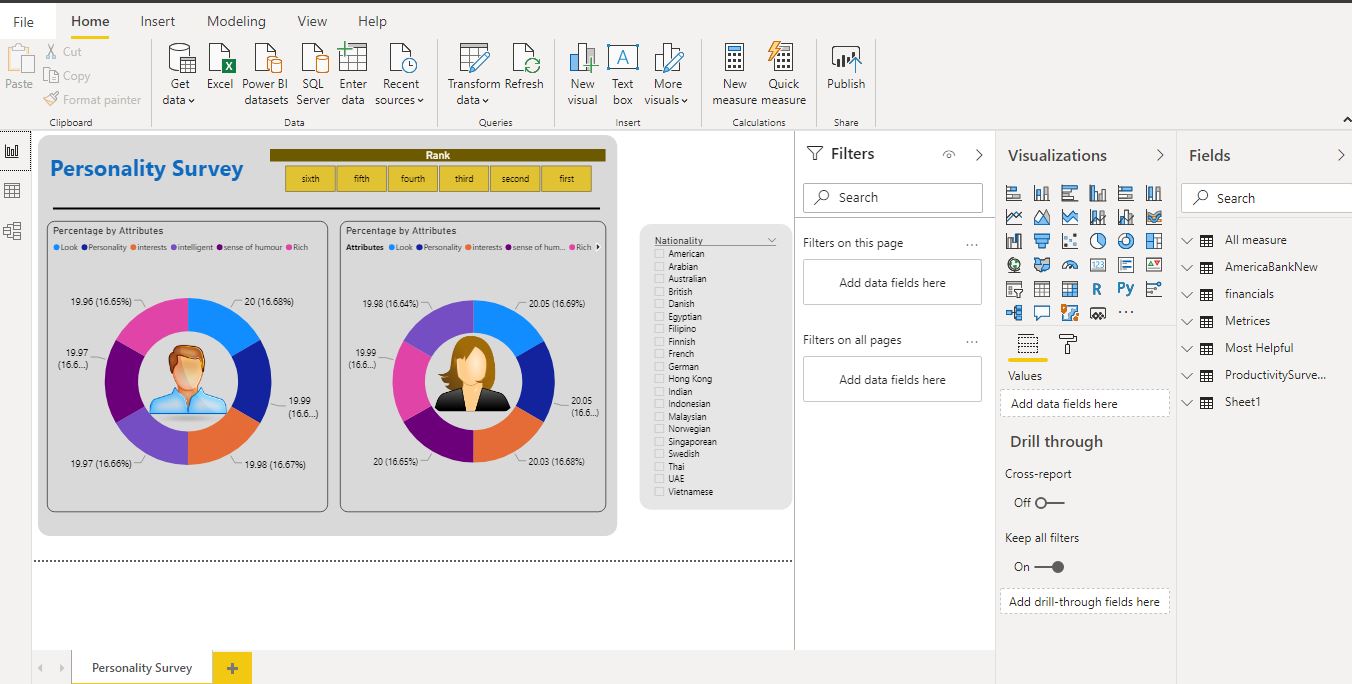 File Home Insert Modeling View Help
Paste
Cut
Copy
Format painter
Clipboard
Get data
Excel
Power BI datasets
SQL Server
Enter data
Recent sources
Data
Transform data
Refresh
Queries
New visual
Text box
More visuals
Insert
New measure
Quick measure
Calculations
Publish
Share
Personality Survey
Rank
sixth fifth fourth third second first
Percentage by Attributes
Look Personality interests intelligent sense of humour Rich
19.96 (16.65%)
20 (16.68%)
19.97
(16.6...)
19.99
(16.6...)
19.97 (16.66%)
19.98 (16.67%)
Percentage by Attributes
Attributes Look Personality interests sense of hum... Rich
19.98 (16.64%)
20.05 (16.69%)
19.99
(16.6...)
20.05
(16.6...)
20 (16.65%)
20.03 (16.68%)
Nationality
American
Arabian
Australian
British
Danish
Egyptian
Filipino
Finnish
French
German
Hong Kong
Indian
Indonesian
Malaysian
Norwegian
Singaporean
Swedish
Thai
UAE
Vietnamese
Filters
Search
Filters on this page ...
Add data fields here
Filters on all pages ...
Add data fields here
Visualizations
R Py
...
Values
Add data fields here
Drill through
Cross-report
Off
Keep all filters
On
Add drill-through fields here
Fields
Search
All measure
AmericaBankNew
financials
Metrices
Most Helpful
ProductivitySurve...
Sheet1
Personality Survey